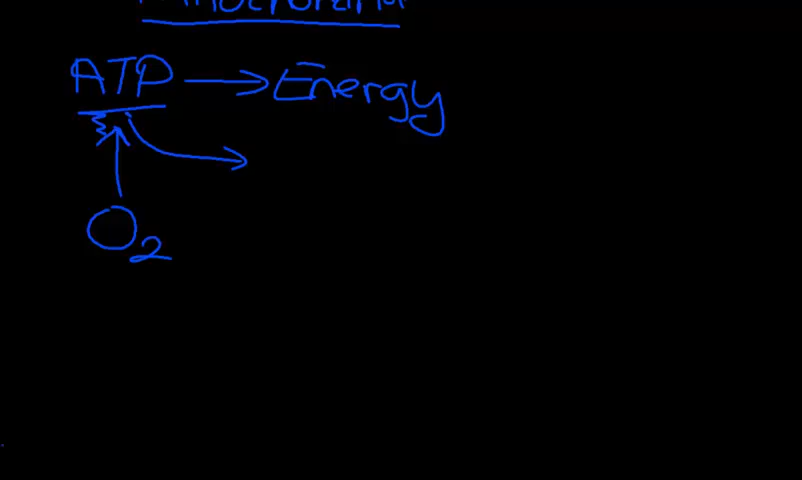 ATP → Energy
O2